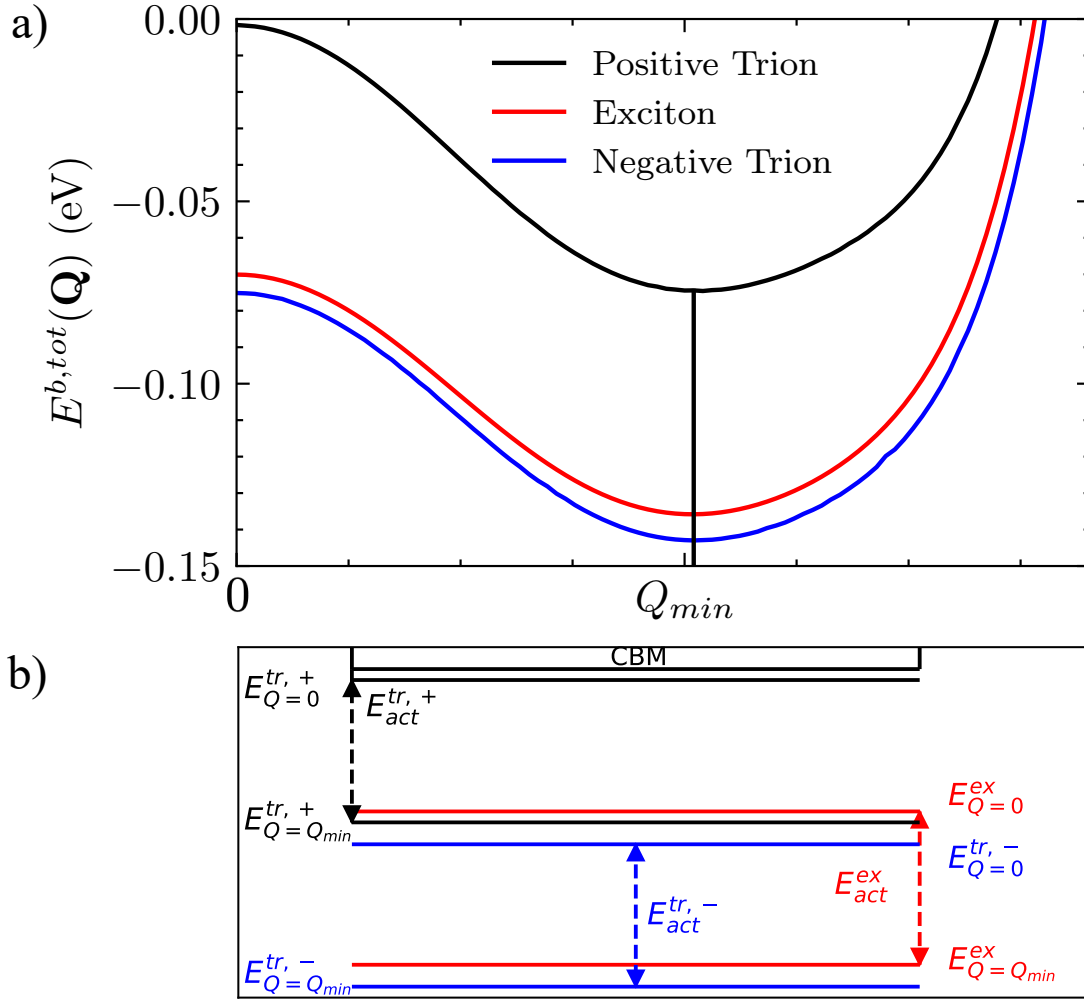 a)
0.00
−0.05
−0.10
−0.15
E^{b,tot}(Q) (eV)
Positive Trion
Exciton
Negative Trion
0
Q_{min}
b)
CBM
E^{tr, +}_{Q=0}
E^{tr, +}_{act}
E^{tr, +}_{Q=Q_{min}}
E^{ex}_{Q=0}
E^{tr, −}_{Q=0}
E^{ex}_{act}
E^{tr, −}_{act}
E^{tr, −}_{Q=Q_{min}}
E^{ex}_{Q=Q_{min}}